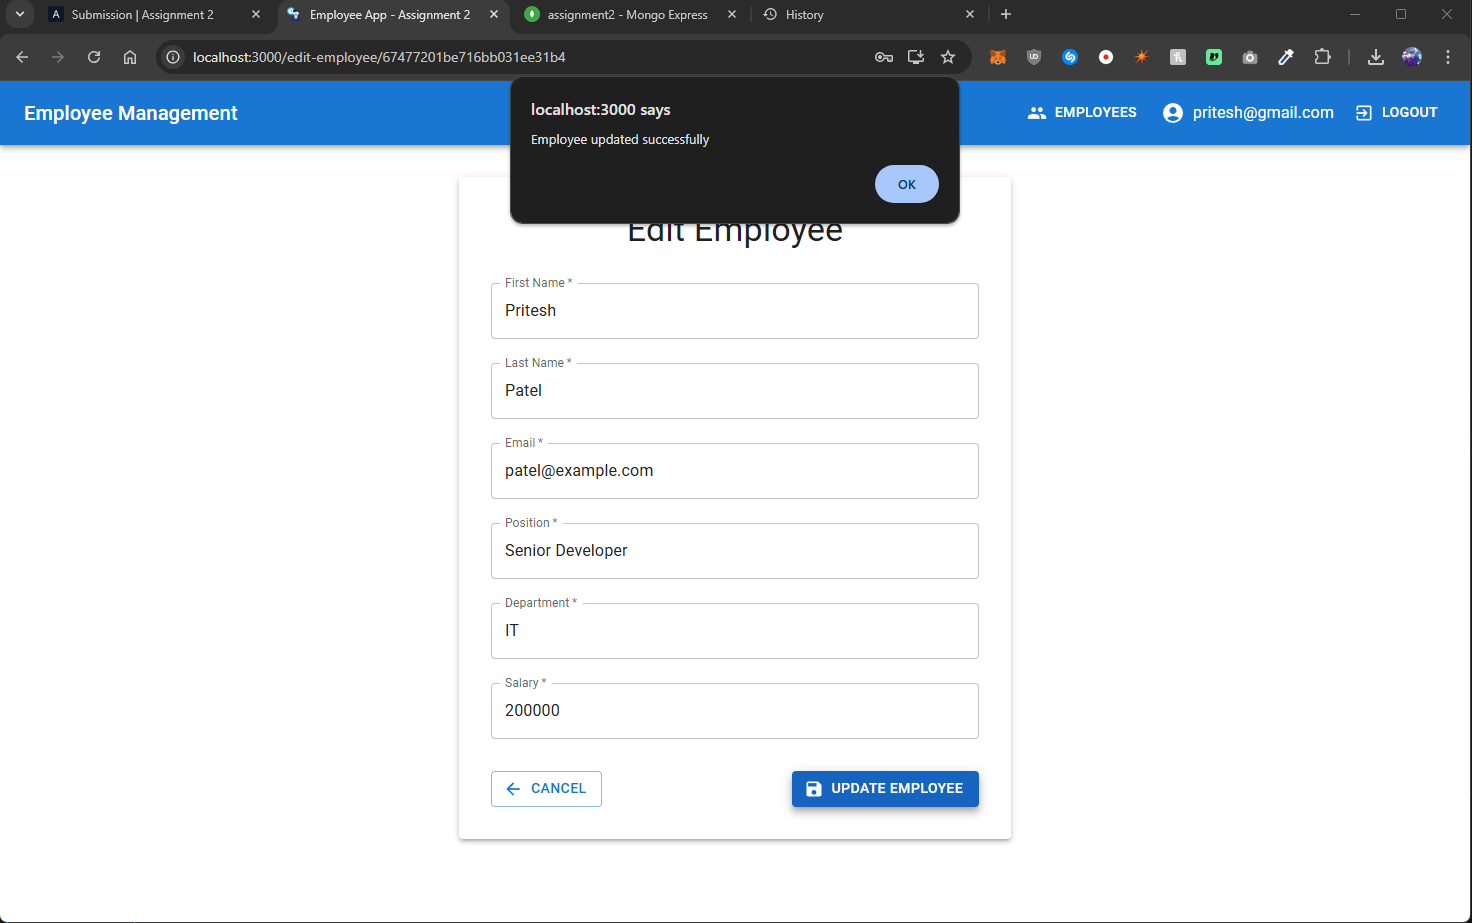 A Submission | Assignment 2
Employee App - Assignment 2
assignment2 - Mongo Express
History
localhost:3000/edit-employee/67477201be716bb031ee31b4
Employee Management
EMPLOYEES
pritesh@gmail.com
LOGOUT
localhost:3000 says
Employee updated successfully
OK
Edit Employee
First Name *
Pritesh
Last Name *
Patel
Email *
patel@example.com
Position *
Senior Developer
Department *
IT
Salary *
200000
CANCEL
UPDATE EMPLOYEE